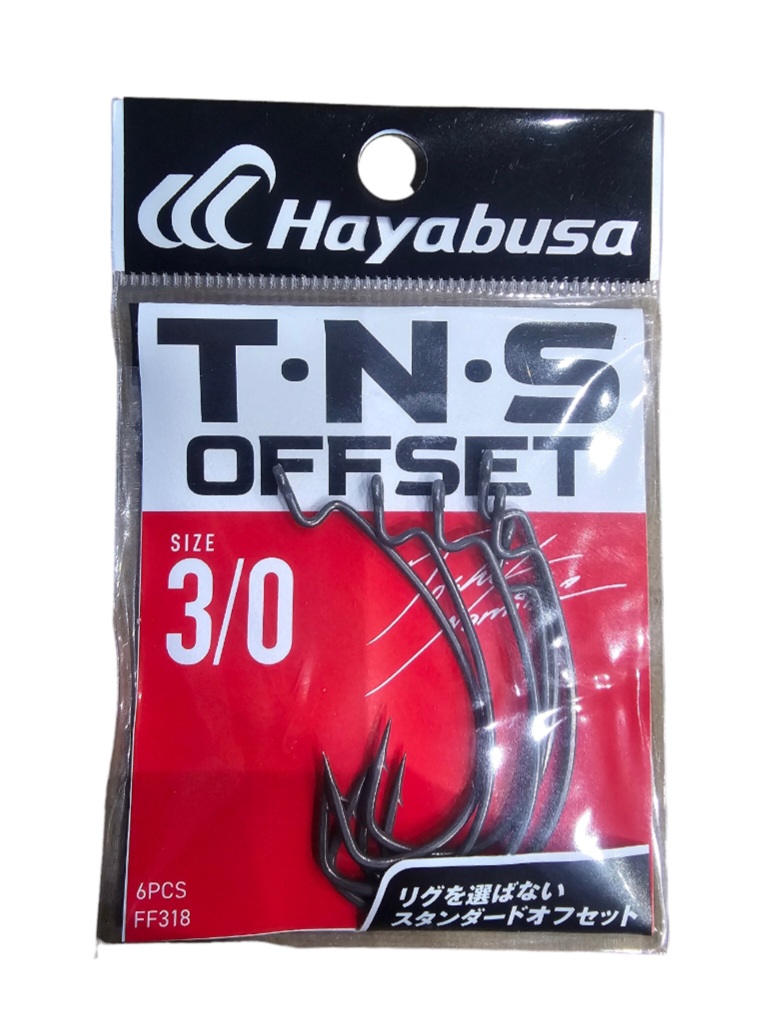 Hayabusa
T·N·S
OFFSET
SIZE
3/0
6PCS
FF318
リグを選ばない
スタンダードオフセット